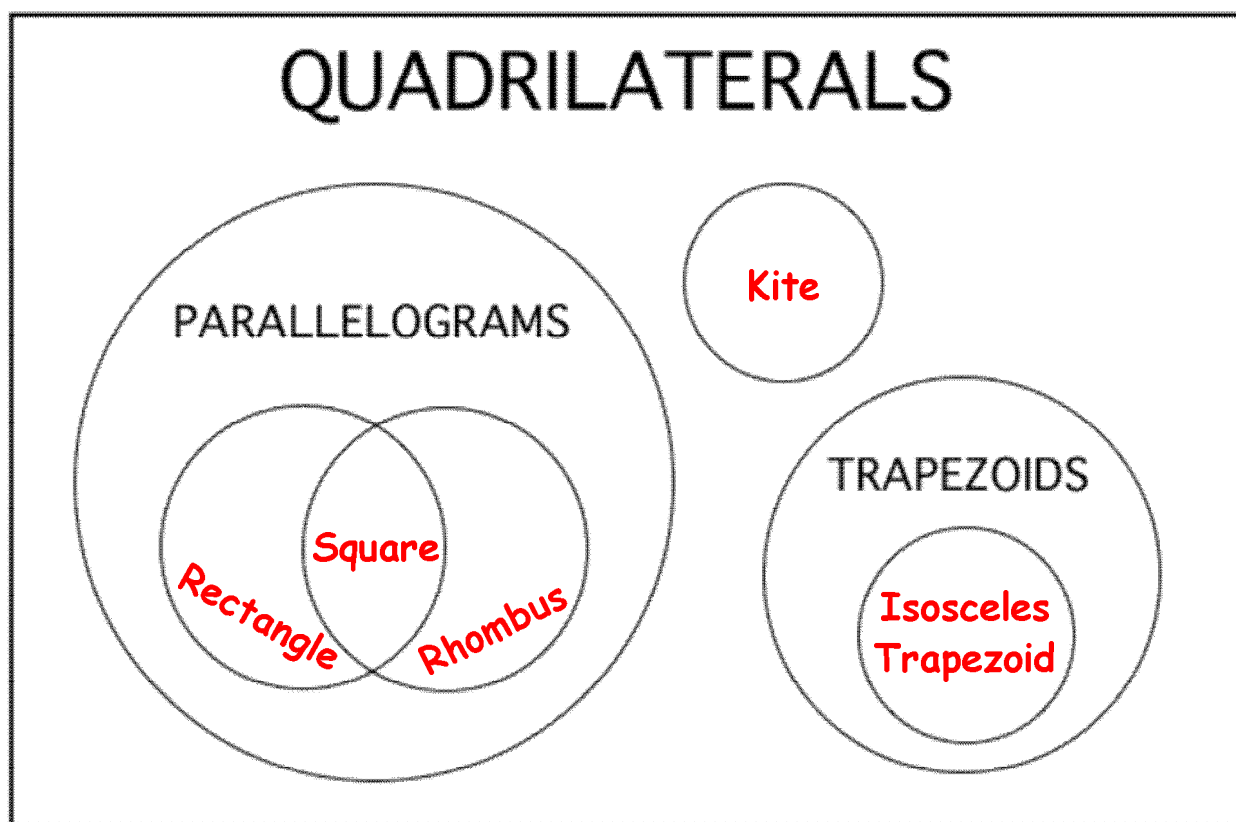 QUADRILATERALS
Kite
PARALLELOGRAMS
TRAPEZOIDS
Square
Rectangle
Rhombus
Isosceles
Trapezoid